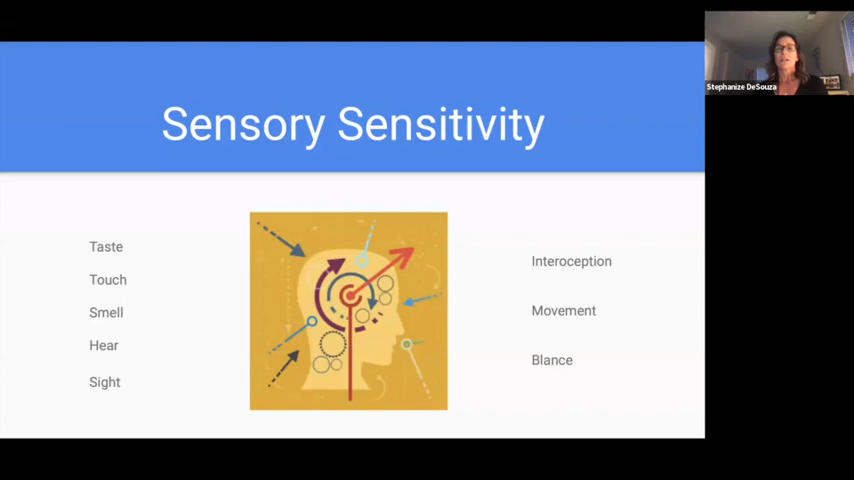 Sensory Sensitivity
Stephanize DeSouza
Taste
Touch
Smell
Hear
Sight
Interoception
Movement
Blance